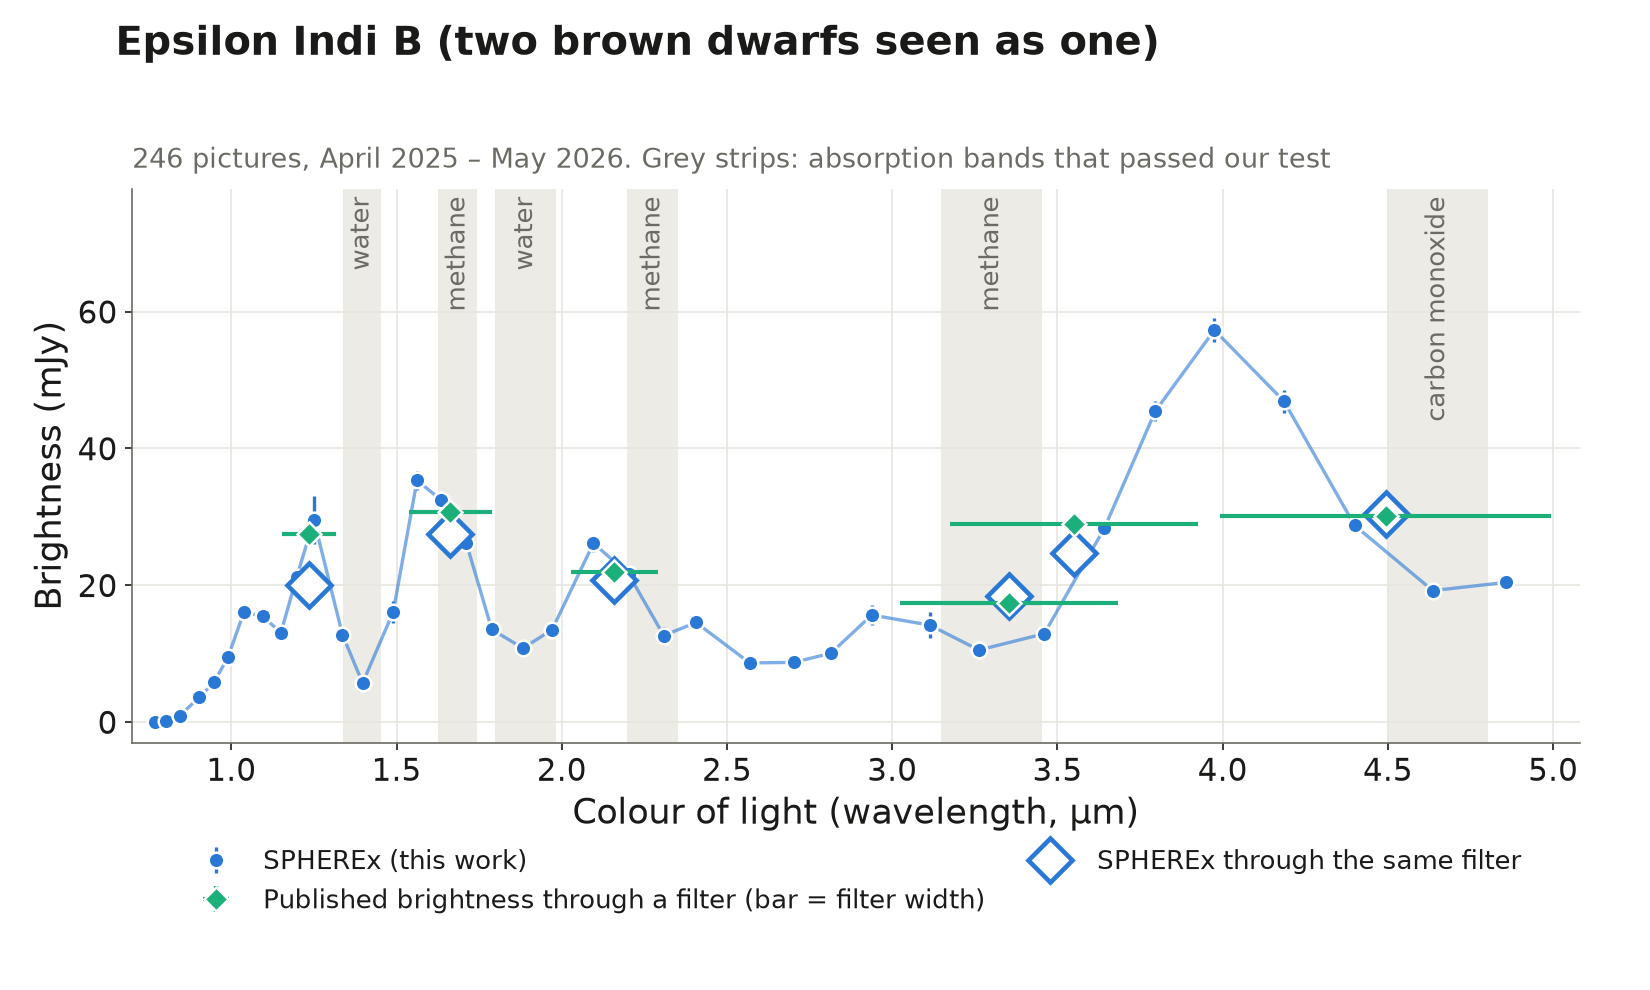 Epsilon Indi B (two brown dwarfs seen as one)
246 pictures, April 2025 – May 2026. Grey strips: absorption bands that passed our test
water
methane
water
methane
methane
carbon monoxide
Brightness (mJy)
60
40
20
0
1.0 1.5 2.0 2.5 3.0 3.5 4.0 4.5 5.0
Colour of light (wavelength, µm)
SPHEREx (this work)
Published brightness through a filter (bar = filter width)
SPHEREx through the same filter